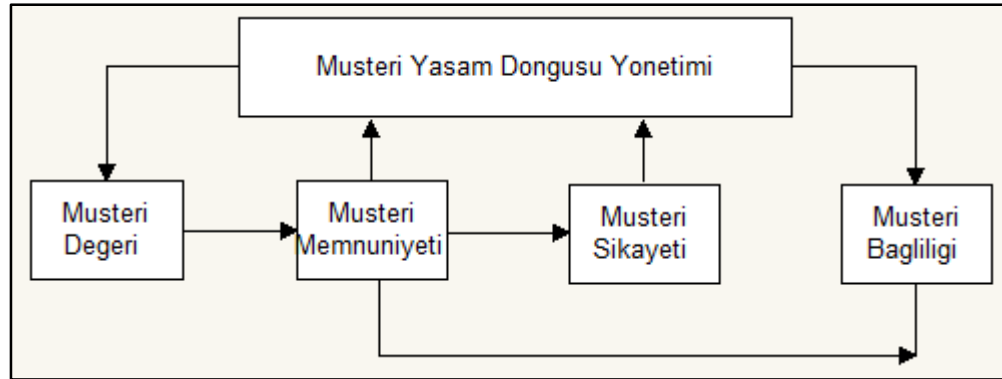 Musteri Yasam Dongusu Yonetimi
Musteri
Degeri
Musteri
Memnuniyeti
Musteri
Sikayeti
Musteri
Bagliligi